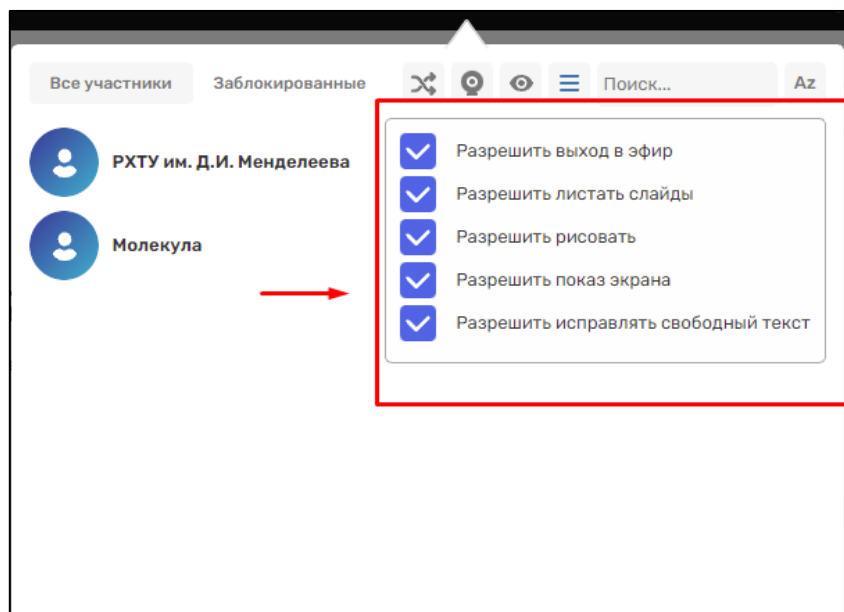 Все участники Заблокированные Поиск... Az
РХТУ им. Д.И. Менделеева
Молекула
Разрешить выход в эфир
Разрешить листать слайды
Разрешить рисовать
Разрешить показ экрана
Разрешить исправлять свободный текст